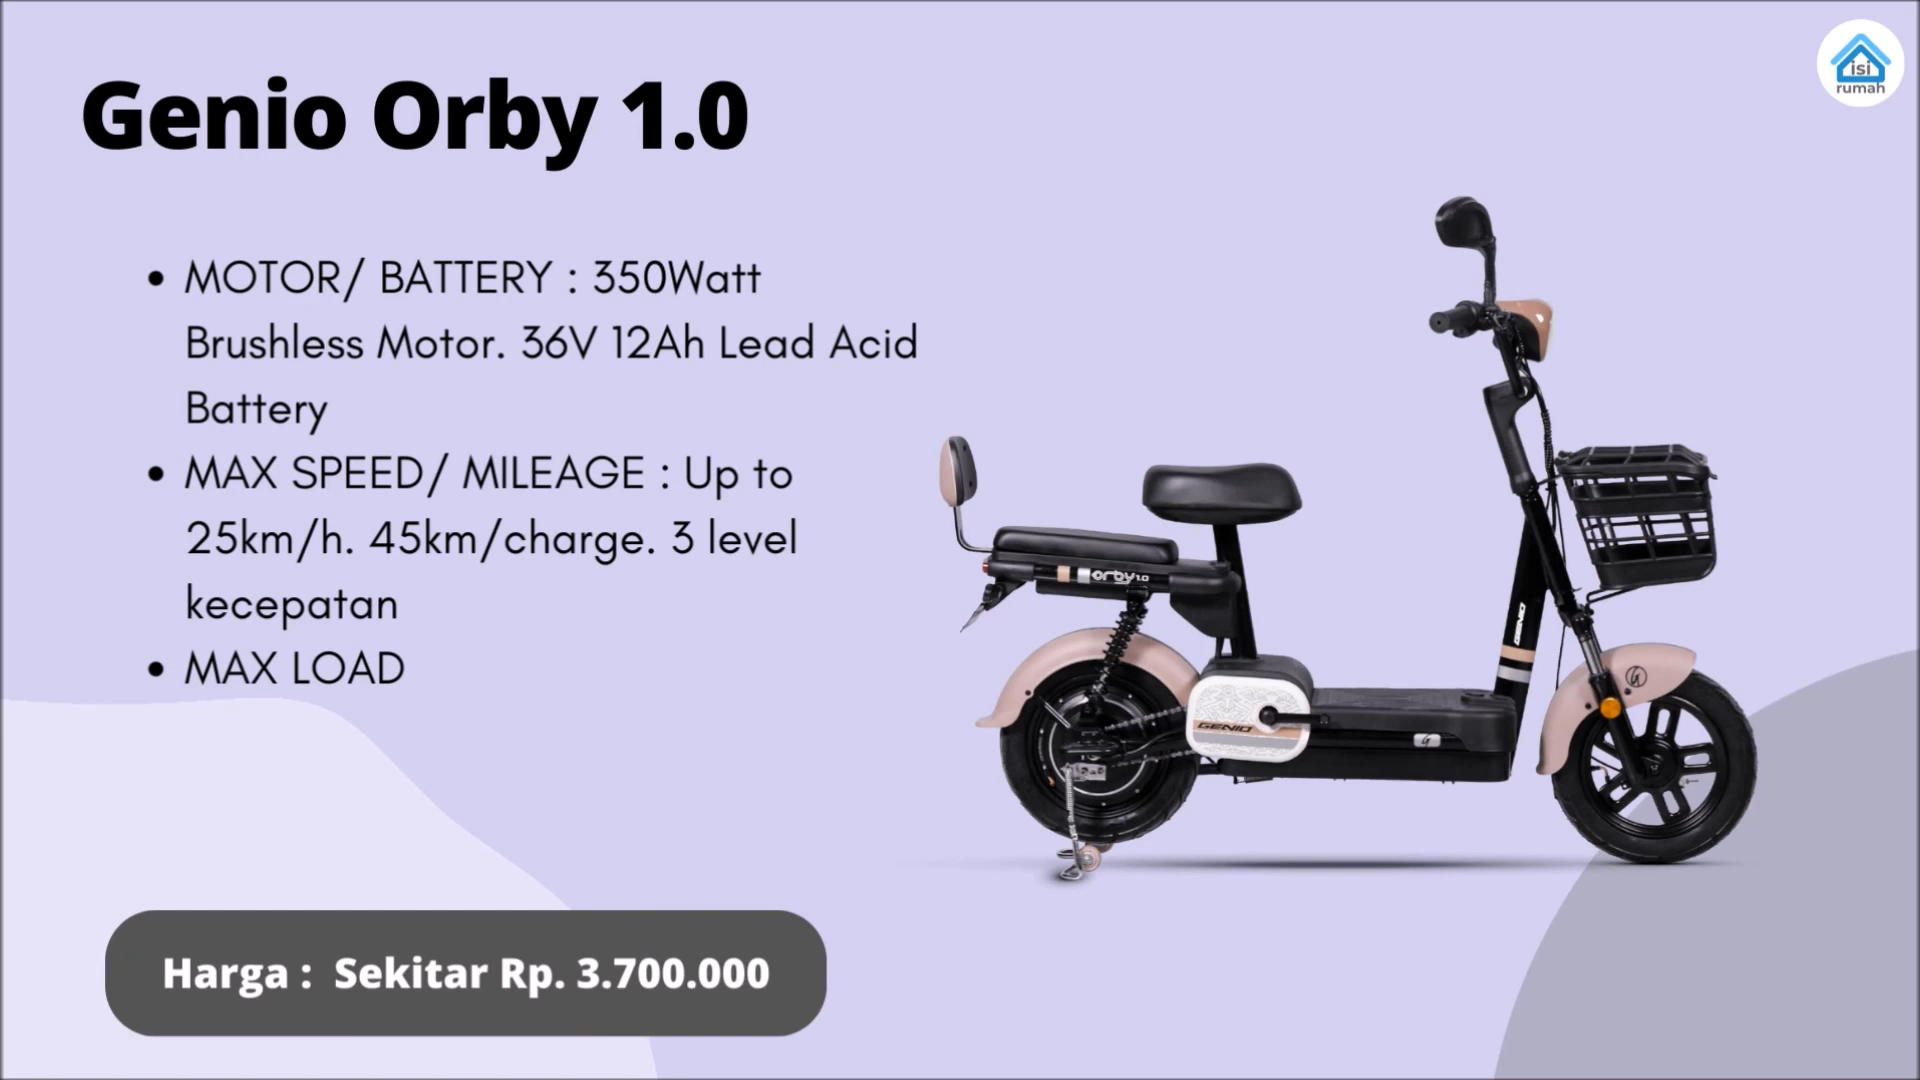 isi
rumah
Genio Orby 1.0
• MOTOR/ BATTERY : 350Watt
Brushless Motor. 36V 12Ah Lead Acid
Battery
• MAX SPEED/ MILEAGE : Up to
25km/h. 45km/charge. 3 level
kecepatan
• MAX LOAD
orby 1.0
GENIO
GENIO
Harga : Sekitar Rp. 3.700.000